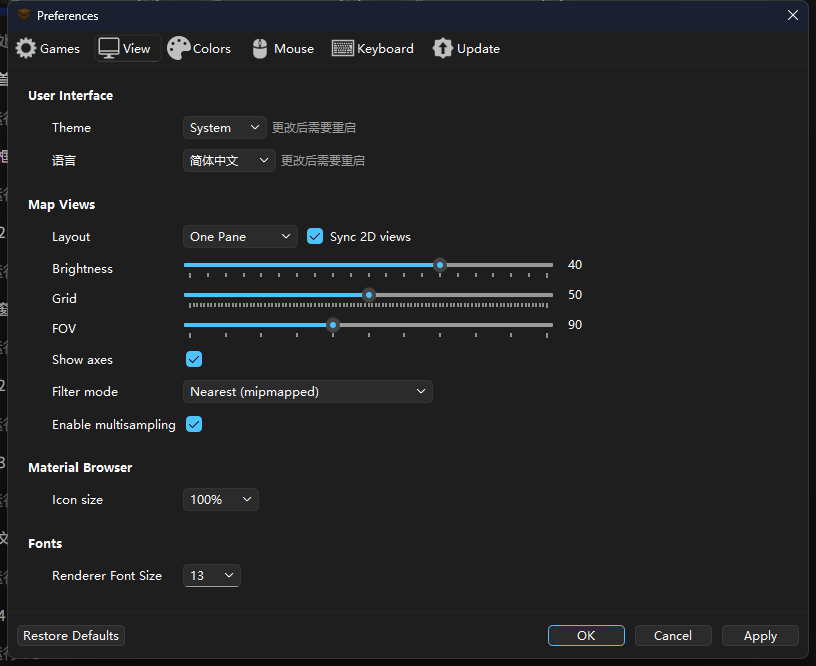 Preferences
Games View Colors Mouse Keyboard Update
User Interface
Theme System 更改后需要重启
语言 简体中文 更改后需要重启
Map Views
Layout One Pane Sync 2D views
Brightness 40
Grid 50
FOV 90
Show axes
Filter mode Nearest (mipmapped)
Enable multisampling
Material Browser
Icon size 100%
Fonts
Renderer Font Size 13
Restore Defaults OK Cancel Apply